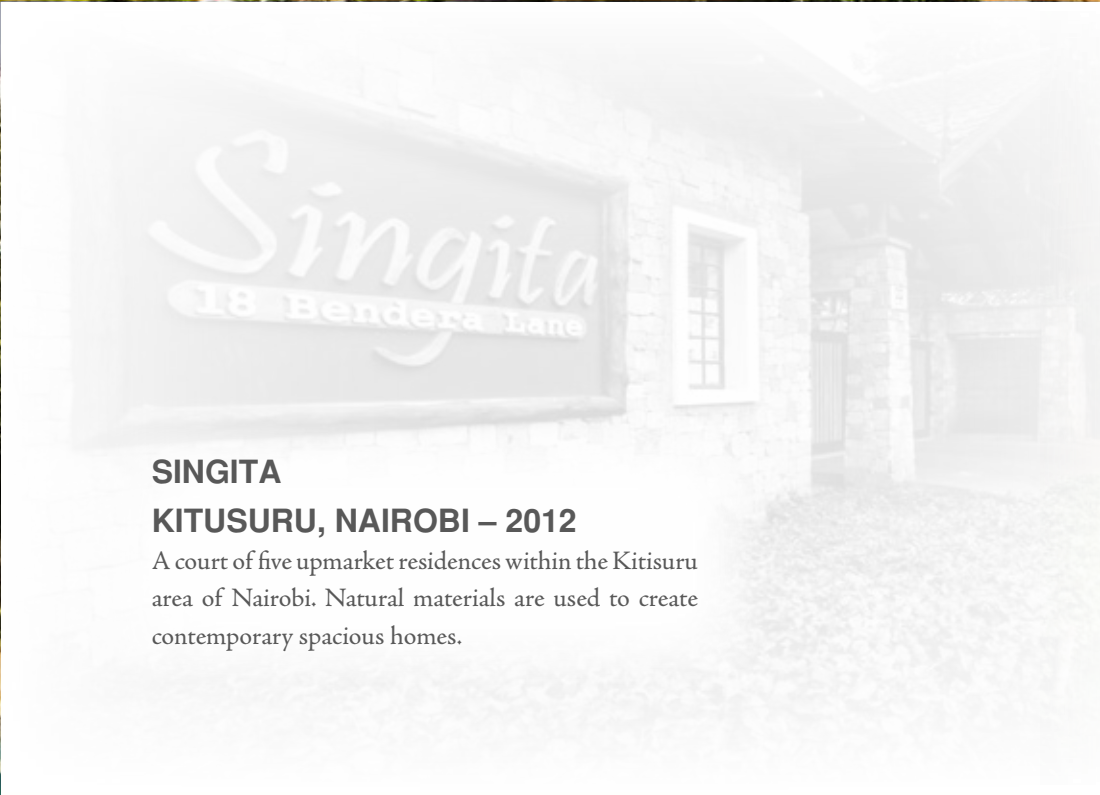 Singita
18 Bendera Lane
SINGITA
KITUSURU, NAIROBI – 2012
A court of five upmarket residences within the Kitisuru
area of Nairobi. Natural materials are used to create
contemporary spacious homes.